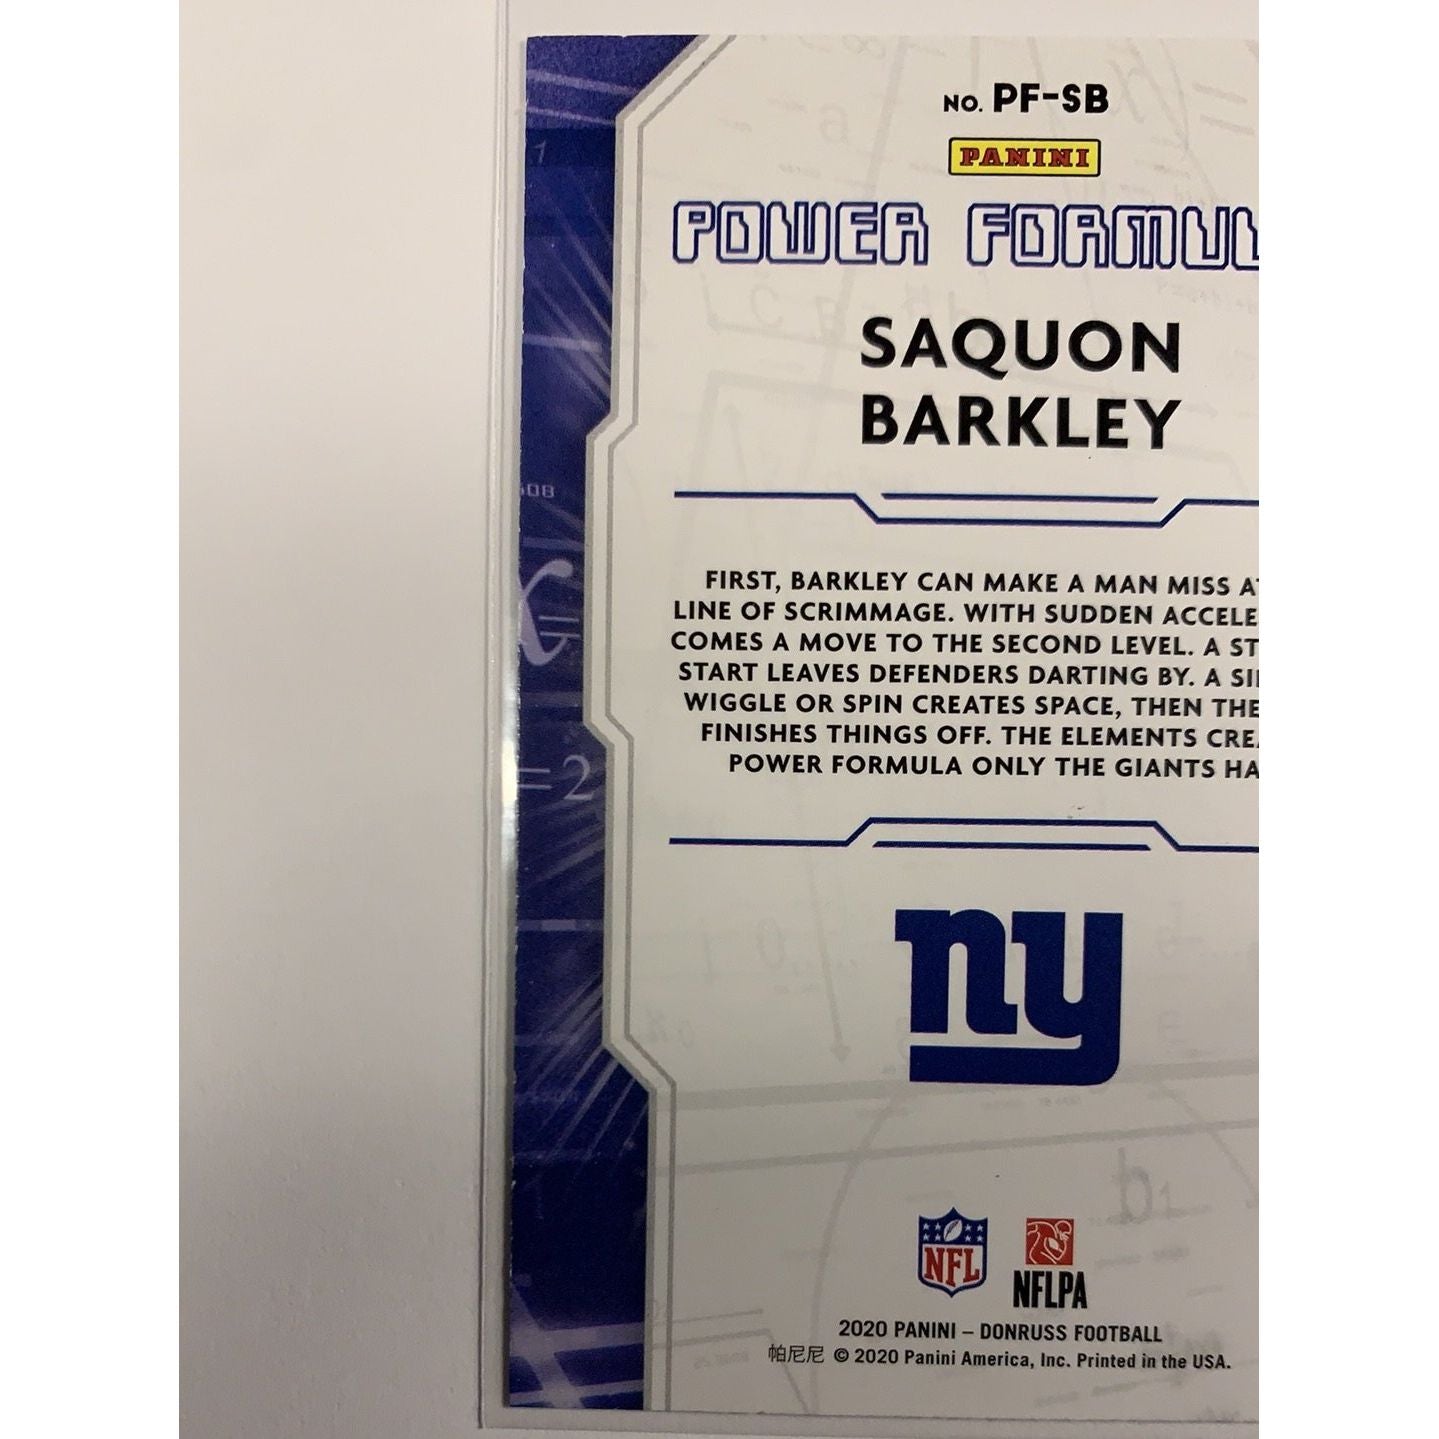 NO. PF-SB
PANINI
POWER FORMUL
SAQUON
BARKLEY
FIRST, BARKLEY CAN MAKE A MAN MISS A
LINE OF SCRIMMAGE. WITH SUDDEN ACCELE
COMES A MOVE TO THE SECOND LEVEL. A ST
START LEAVES DEFENDERS DARTING BY. A SI
WIGGLE OR SPIN CREATES SPACE, THEN THE
FINISHES THINGS OFF. THE ELEMENTS CREA
POWER FORMULA ONLY THE GIANTS HA
= 2
ny
NFL
NFLPA
2020 PANINI – DONRUSS FOOTBALL
帕尼尼 © 2020 Panini America, Inc. Printed in the USA.